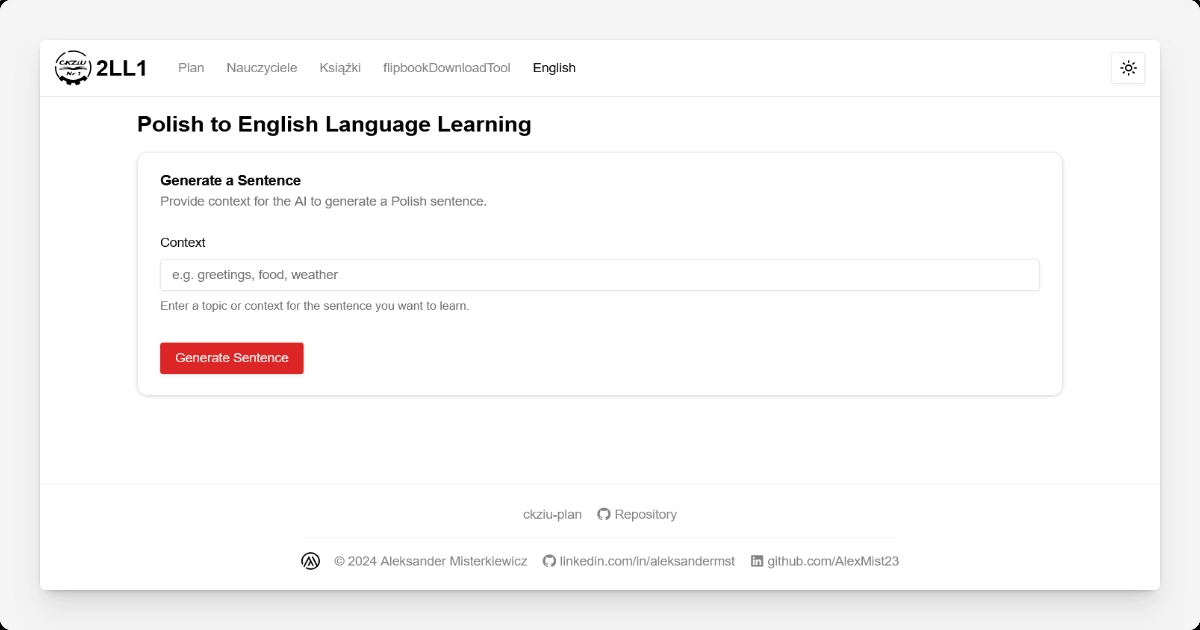 CKZiU
Nr 1
2LL1 Plan Nauczyciele Książki flipbookDownloadTool English
Polish to English Language Learning
Generate a Sentence
Provide context for the AI to generate a Polish sentence.
Context
e.g. greetings, food, weather
Enter a topic or context for the sentence you want to learn.
Generate Sentence
ckziu-plan Repository
© 2024 Aleksander Misterkiewicz linkedin.com/in/aleksandermst github.com/AlexMist23